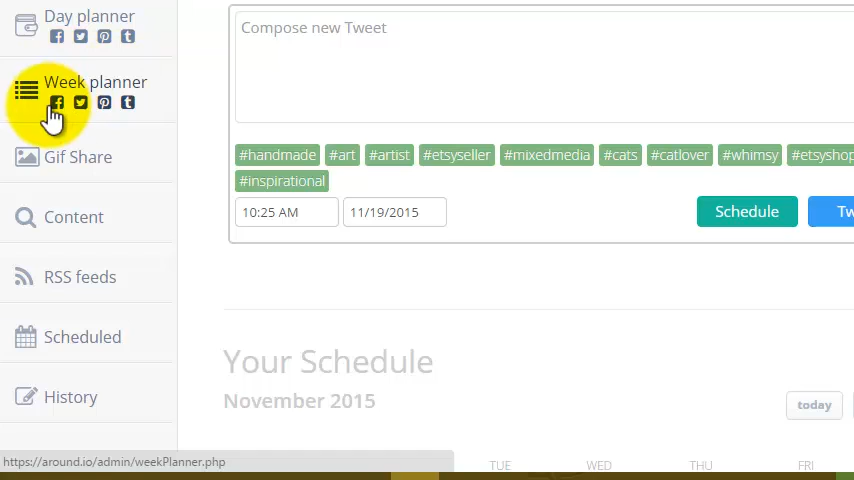 Day planner
Week planner
Gif Share
Content
RSS feeds
Scheduled
History
https://around.io/admin/weekPlanner.php
Compose new Tweet
#handmade #art #artist #etsyseller #mixedmedia #cats #catlover #whimsy #etsyshop
#inspirational
10:25 AM 11/19/2015 Schedule Tw
Your Schedule
November 2015
today
TUE WED THU FRI